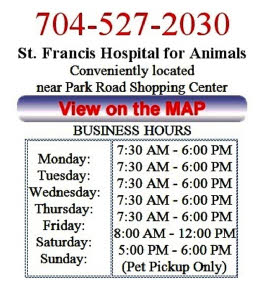 704-527-2030
St. Francis Hospital for Animals
Conveniently located
near Park Road Shopping Center
View on the MAP
BUSINESS HOURS
Monday: 7:30 AM - 6:00 PM
Tuesday: 7:30 AM - 6:00 PM
Wednesday: 7:30 AM - 6:00 PM
Thursday: 7:30 AM - 6:00 PM
Friday: 7:30 AM - 6:00 PM
Saturday: 8:00 AM - 12:00 PM
Sunday: 5:00 PM - 6:00 PM
(Pet Pickup Only)